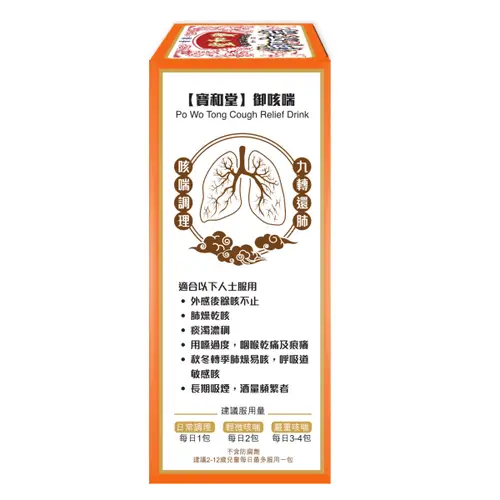 【寶和堂】御咳喘
Po Wo Tong Cough Relief Drink
咳喘調理
九轉還肺
適合以下人士服用
• 外感後餘咳不止
• 肺燥乾咳
• 痰濁濃稠
• 用嗓過度，咽喉乾痛及痕癢
• 秋冬轉季肺燥易咳，呼吸道
敏感咳
• 長期吸煙，酒量頻繁者
建議服用量
日常調理 輕微咳喘 嚴重咳喘
每日1包 每日2包 每日3-4包
不含防腐劑
建議2-12歲兒童每日最多服用一包